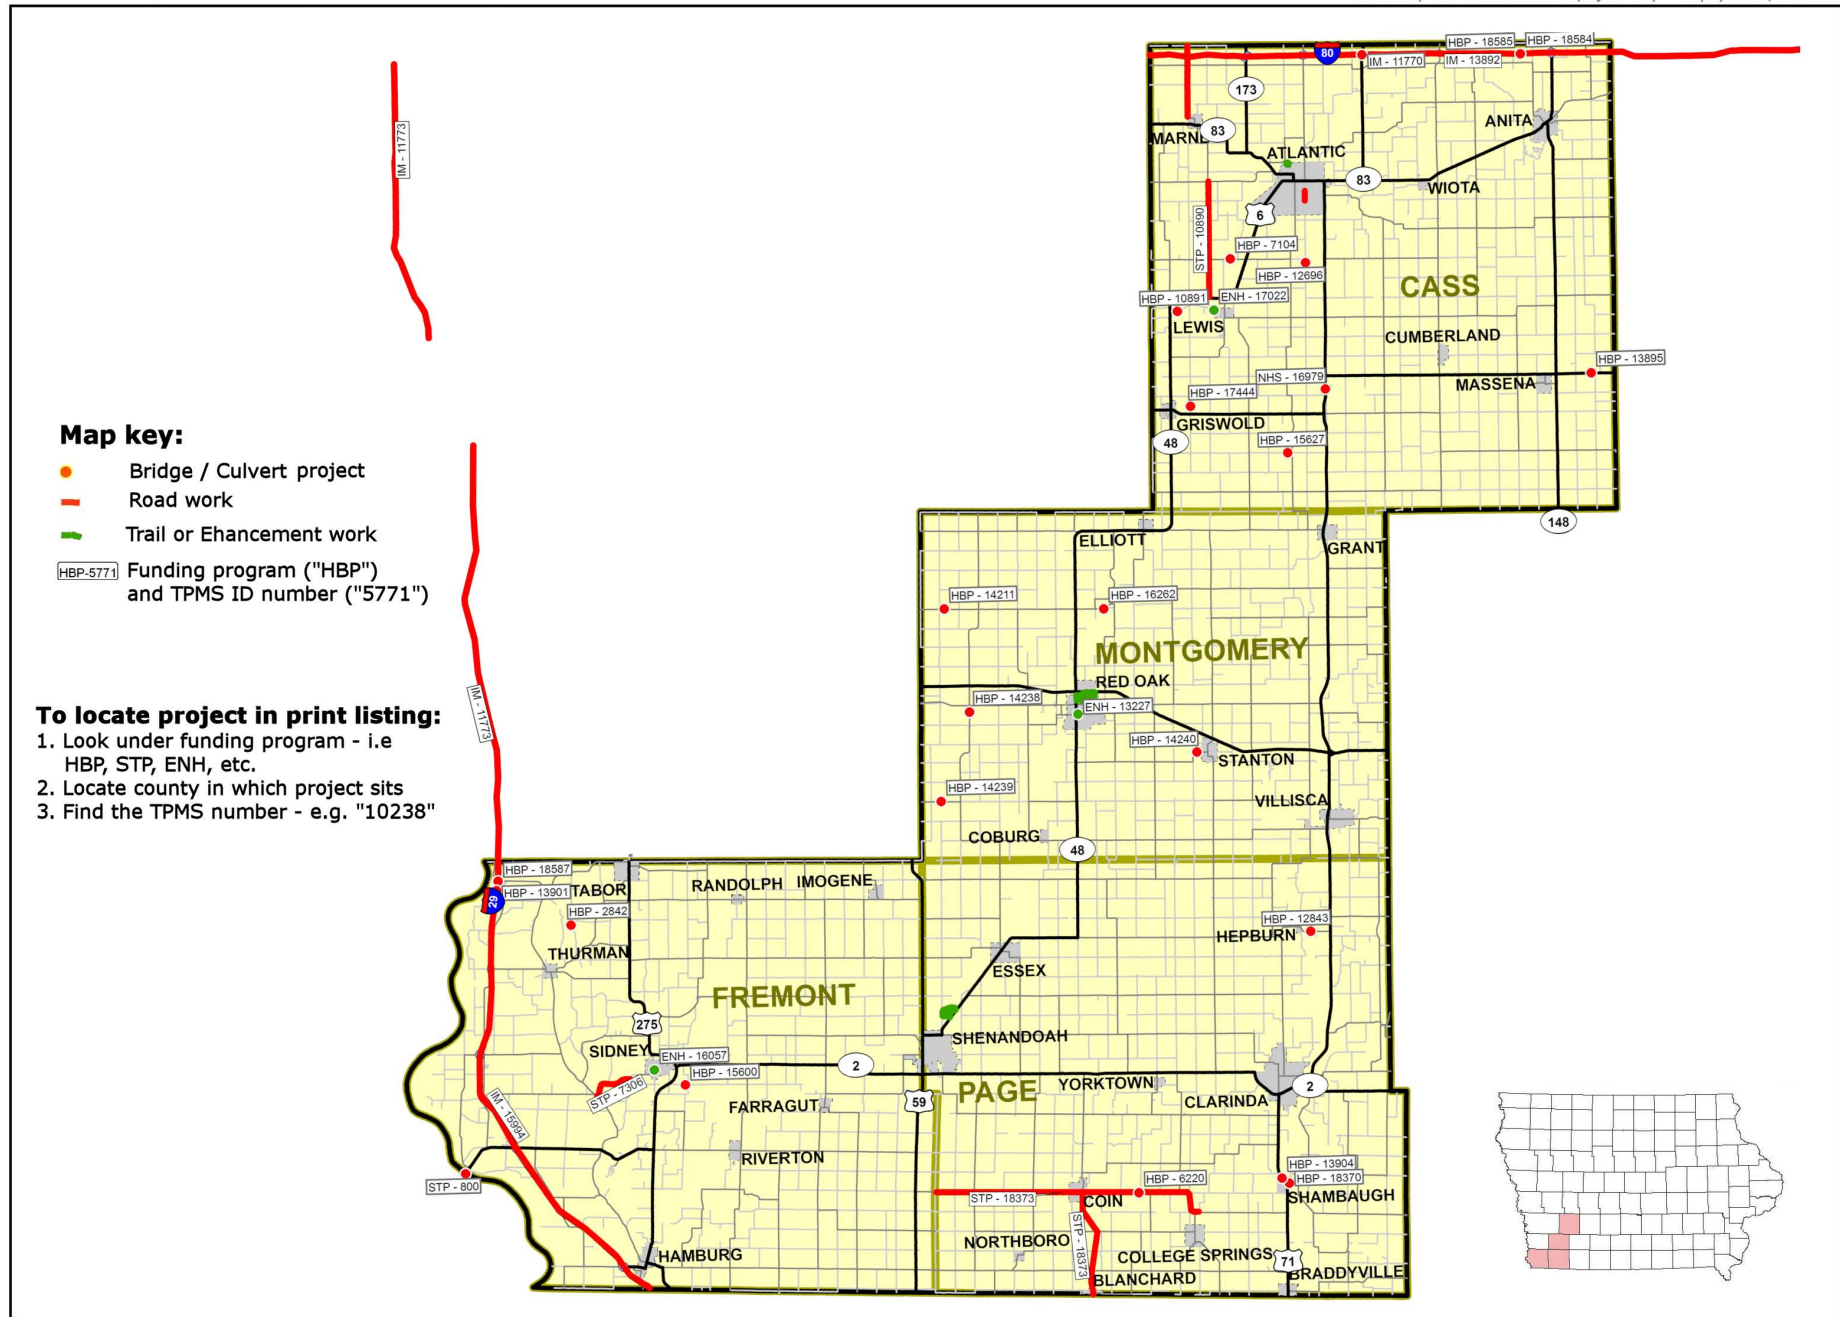 HBP - 18585
HBP - 18584
80
IM - 11770
IM - 13892
173
IM - 11773
MARNE
83
ANITA
ATLANTIC
83
WIOTA
6
STP - 10890
HBP - 7104
HBP - 12696
CASS
HBP - 10891
ENH - 17022
LEWIS
CUMBERLAND
HBP - 13895
NHS - 16979
MASSENA
HBP - 17444
GRISWOLD
48
HBP - 15627
148
Map key:
Bridge / Culvert project
Road work
Trail or Ehancement work
HBP-5771
Funding program ("HBP")
and TPMS ID number ("5771")
ELLIOTT
GRANT
HBP - 14211
HBP - 16262
MONTGOMERY
RED OAK
HBP - 14238
ENH - 13227
IM - 11773
HBP - 14240
STANTON
To locate project in print listing:
1. Look under funding program - i.e
HBP, STP, ENH, etc.
2. Locate county in which project sits
3. Find the TPMS number - e.g. "10238"
HBP - 14239
VILLISCA
COBURG
48
HBP - 18587
HBP - 13901
29
TABOR
RANDOLPH
IMOGENE
HBP - 2842
HBP - 12843
HEPBURN
THURMAN
ESSEX
FREMONT
275
SHENANDOAH
SIDNEY
ENH - 16057
HBP - 15600
2
STP - 7306
PAGE
YORKTOWN
2
CLARINDA
59
FARRAGUT
IM - 15994
RIVERTON
STP - 800
HBP - 13904
HBP - 18370
HBP - 6220
SHAMBAUGH
STP - 18373
COIN
STP - 18373
NORTHBORO
COLLEGE SPRINGS
71
HAMBURG
BLANCHARD
BRADDYVILLE